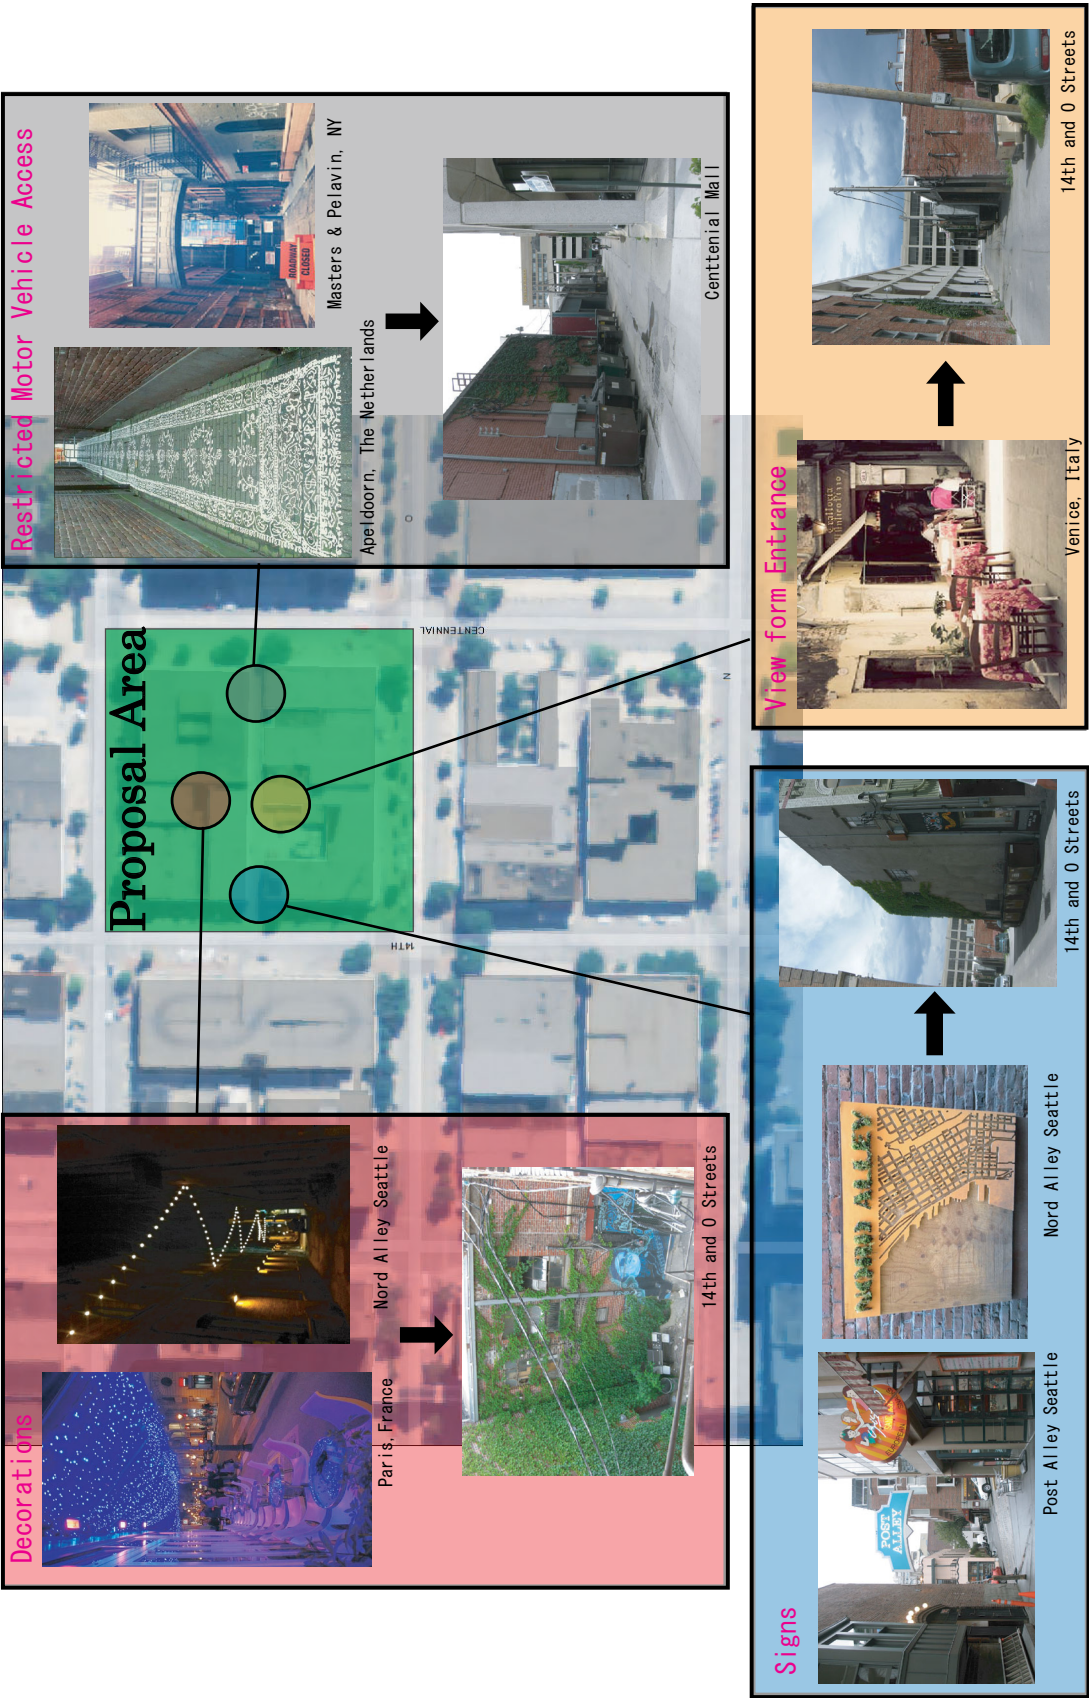 Decorations
Paris, France
Nord Alley Seattle
14th and O Streets
Proposal Area
14TH
CENTENNIAL
O
N
Restricted Motor Vehicle Access
Apeldoorn, The Netherlands
Masters & Pelavin, NY
ROADWAY
CLOSED
Centtenial Mall
Signs
POST
ALLEY
Post Alley Seattle
Nord Alley Seattle
14th and O Streets
View form Entrance
Venice, Italy
14th and O Streets